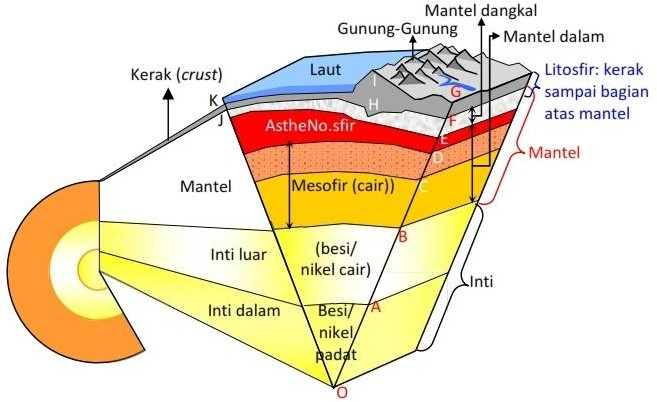 Mantel dangkal
Gunung-Gunung
Mantel dalam
Laut
Kerak (crust)
Litosfir: kerak
sampai bagian
atas mantel
I
G
K
H
J
F
AstheNo.sfir
E
D
Mantel
Mantel
Mesofir (cair))
C
B
Inti luar
(besi/
nikel cair)
Inti
Inti dalam
Besi/
nikel
padat
A
O